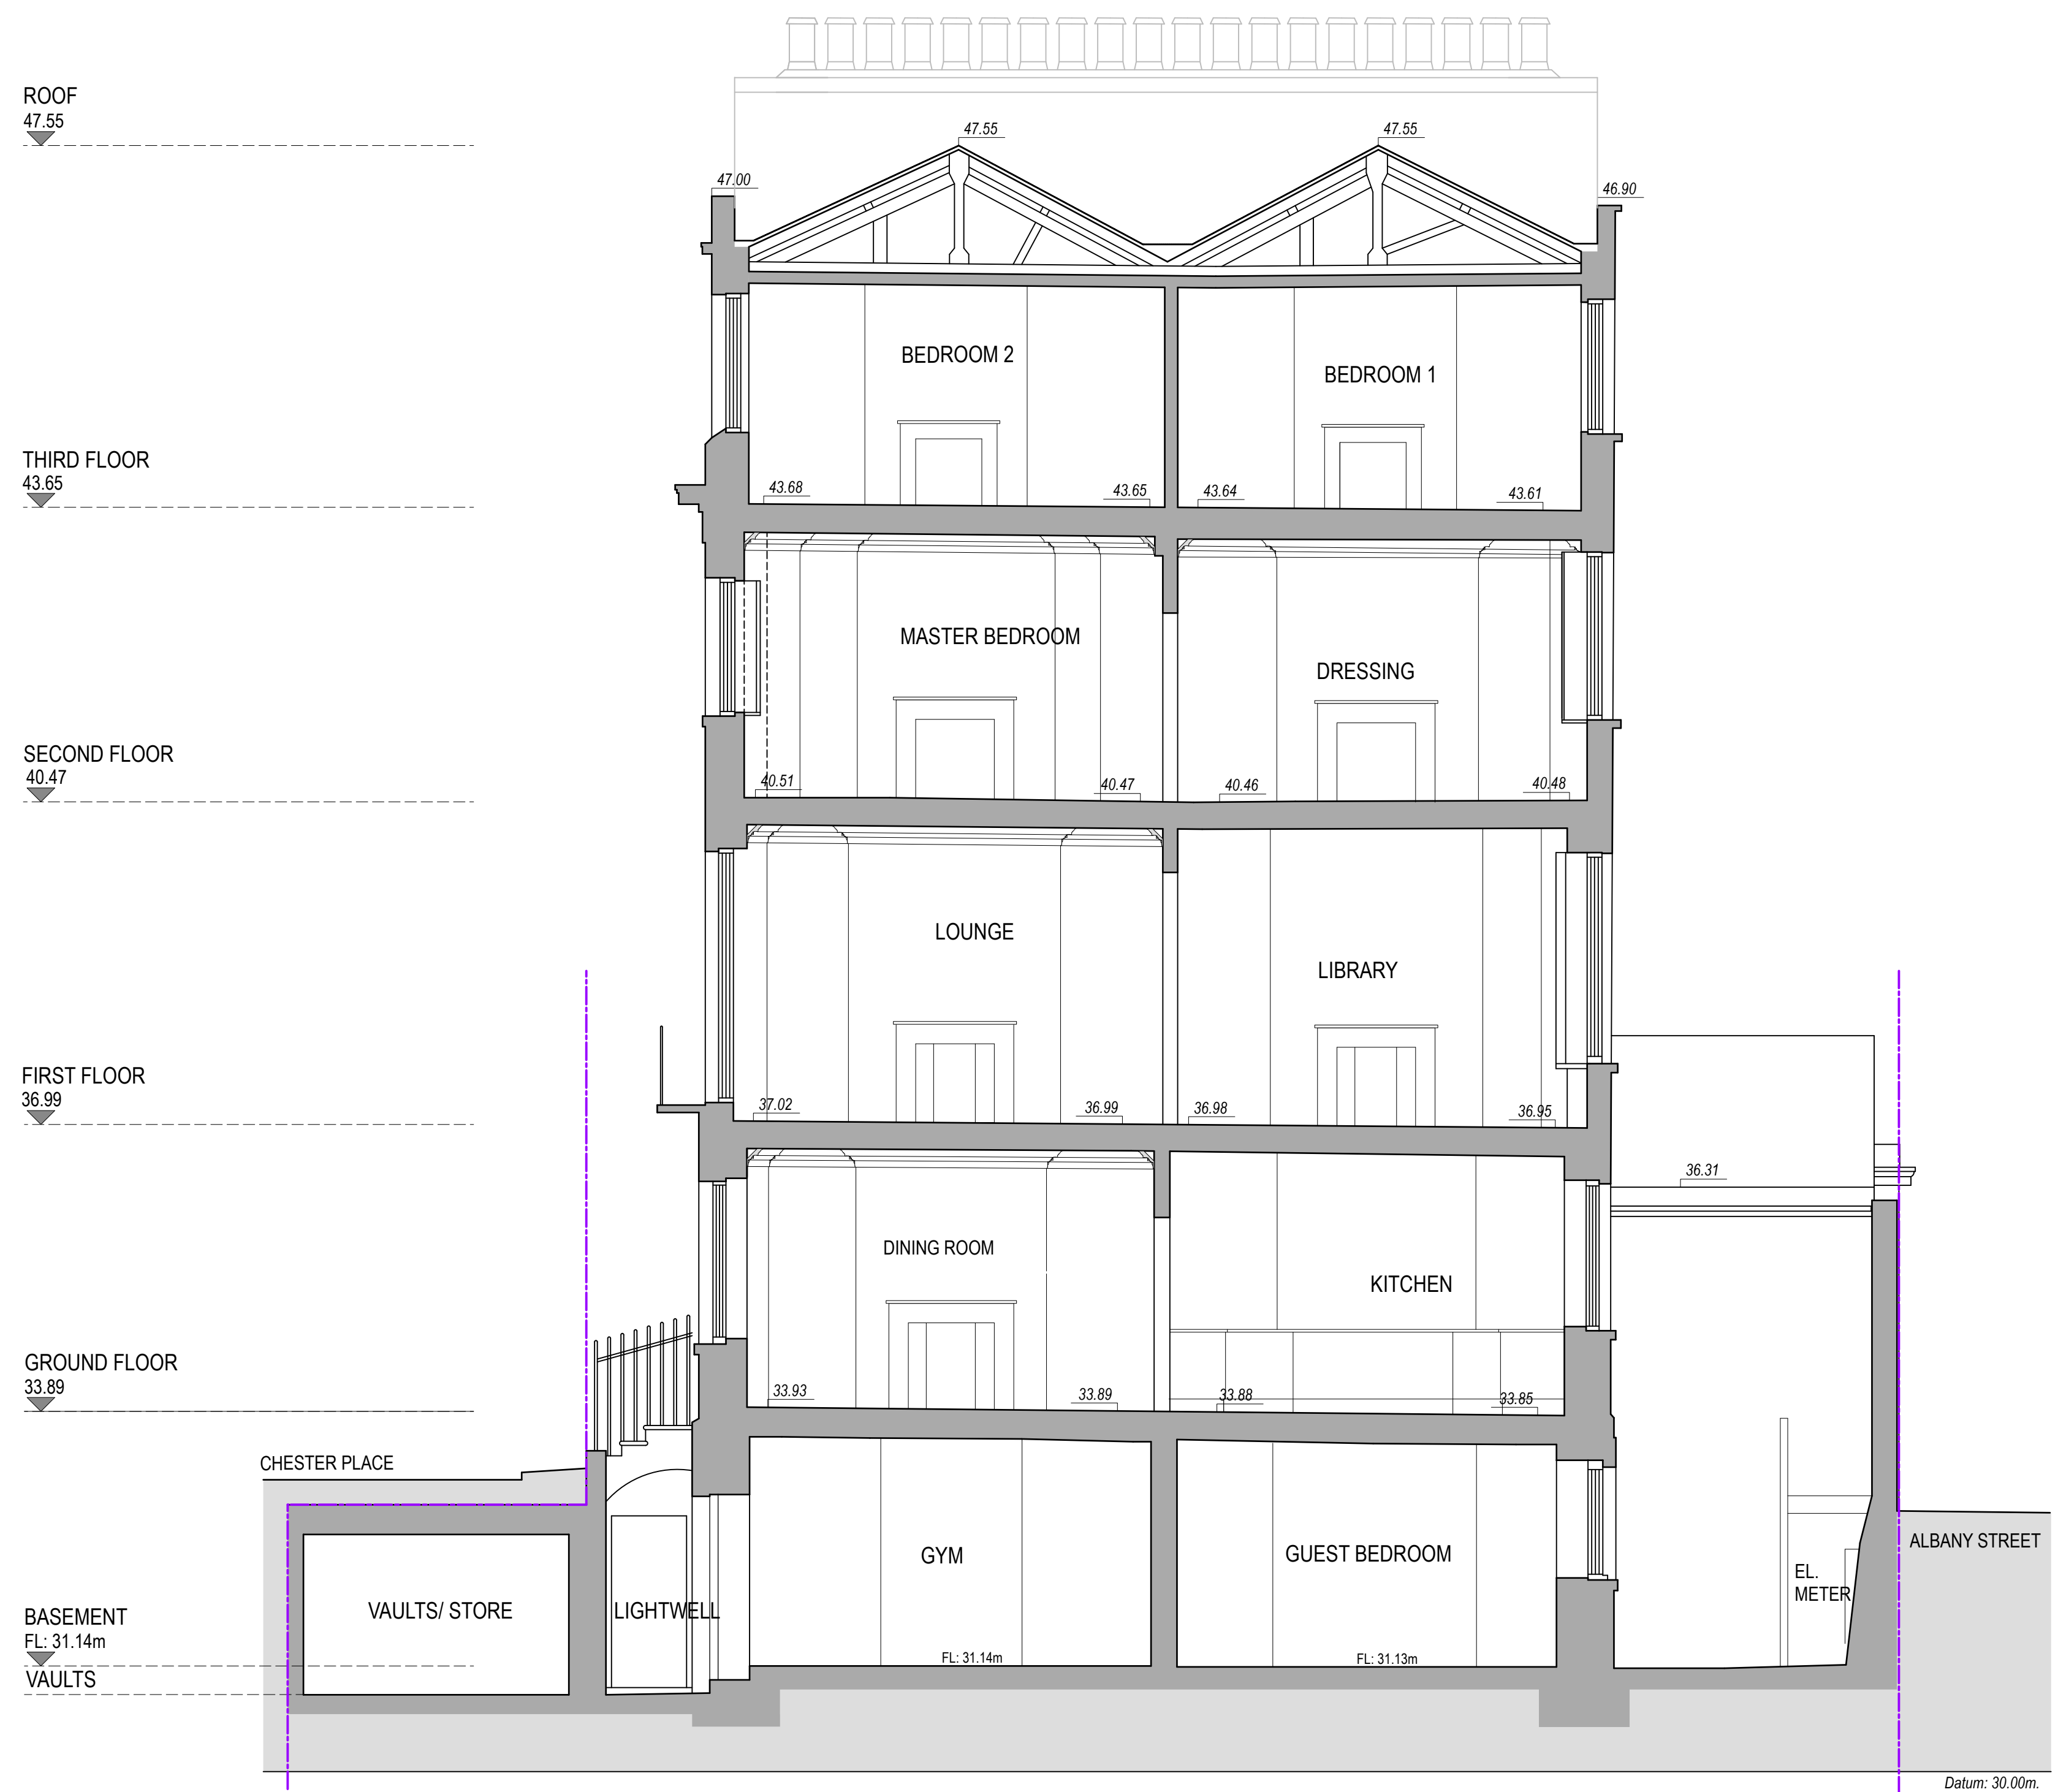 ROOF
47.55
47.55
47.55
47.00
46.90
BEDROOM 2
BEDROOM 1
THIRD FLOOR
43.65
43.68
43.65
43.64
43.61
MASTER BEDROOM
DRESSING
SECOND FLOOR
40.47
40.51
40.47
40.46
40.48
LOUNGE
LIBRARY
FIRST FLOOR
36.99
37.02
36.99
36.98
36.95
36.31
DINING ROOM
KITCHEN
GROUND FLOOR
33.89
33.93
33.89
33.88
33.85
CHESTER PLACE
ALBANY STREET
GYM
GUEST BEDROOM
EL.
METER
VAULTS/ STORE
LIGHTWELL
BASEMENT
FL: 31.14m
FL: 31.14m
FL: 31.13m
VAULTS
Datum: 30.00m.